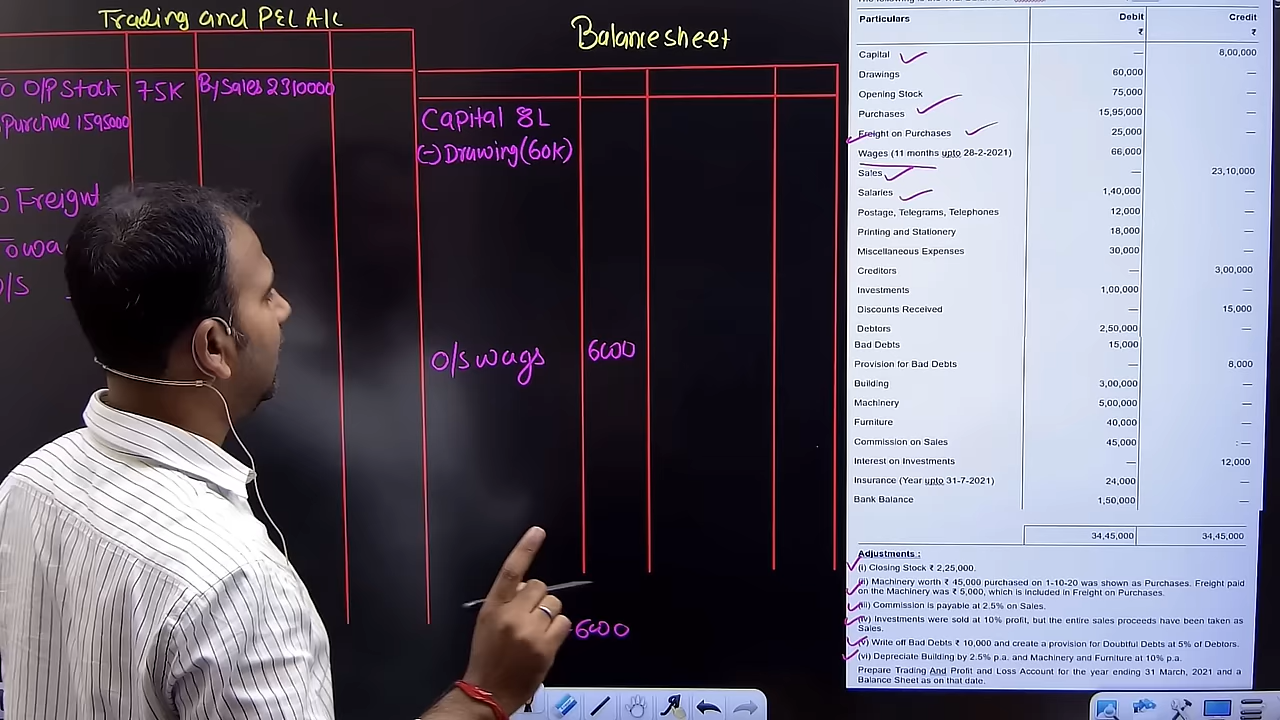 Trading and P&L A/c
To O/P Stock 75K By Sales 2310000
Purchae 1595000
To Freight
To wa
O/S
Balance sheet
Capital 8L
(-) Drawing (60K)
O/s wags 6000
6000
Particulars Debit Credit
₹ ₹
Capital — 8,00,000
Drawings 60,000 —
Opening Stock 75,000 —
Purchases 15,95,000 —
Freight on Purchases 25,000 —
Wages (11 months upto 28-2-2021) 66,000 —
Sales — 23,10,000
Salaries 1,40,000 —
Postage, Telegrams, Telephones 12,000 —
Printing and Stationery 18,000 —
Miscellaneous Expenses 30,000 —
Creditors — 3,00,000
Investments 1,00,000 —
Discounts Received — 15,000
Debtors 2,50,000 —
Bad Debts 15,000 —
Provision for Bad Debts — 8,000
Building 3,00,000 —
Machinery 5,00,000 —
Furniture 40,000 —
Commission on Sales 45,000 —
Interest on Investments — 12,000
Insurance (Year upto 31-7-2021) 24,000 —
Bank Balance 1,50,000 —
34,45,000 34,45,000
Adjustments :
(i) Closing Stock ₹ 2,25,000.
(ii) Machinery worth ₹ 45,000 purchased on 1-10-20 was shown as Purchases. Freight paid
on the Machinery was ₹ 5,000, which is included in Freight on Purchases.
(iii) Commission is payable at 2.5% on Sales.
(iv) Investments were sold at 10% profit, but the entire sales proceeds have been taken as
Sales.
(v) Write off Bad Debts ₹ 10,000 and create a provision for Doubtful Debts at 5% of Debtors.
(vi) Depreciate Building by 2.5% p.a. and Machinery and Furniture at 10% p.a.
Prepare Trading And Profit and Loss Account for the year ending 31 March, 2021 and a
Balance Sheet as on that date.